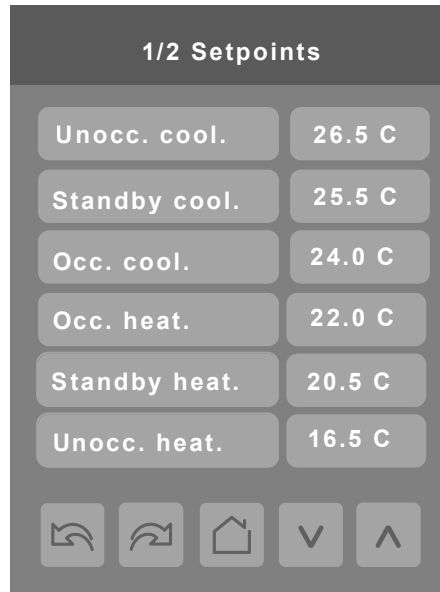 1/2 Setpoints
Unocc. cool. 26.5 C
Standby cool. 25.5 C
Occ. cool. 24.0 C
Occ. heat. 22.0 C
Standby heat. 20.5 C
Unocc. heat. 16.5 C